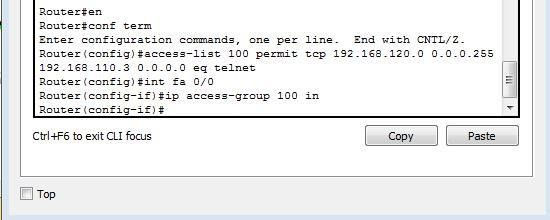 Router#en
Router#conf term
Enter configuration commands, one per line.  End with CNTL/Z.
Router(config)#access-list 100 permit tcp 192.168.120.0 0.0.0.255
192.168.110.3 0.0.0.0 eq telnet
Router(config)#int fa 0/0
Router(config-if)#ip access-group 100 in
Router(config-if)#
Ctrl+F6 to exit CLI focus
Copy
Paste
Top